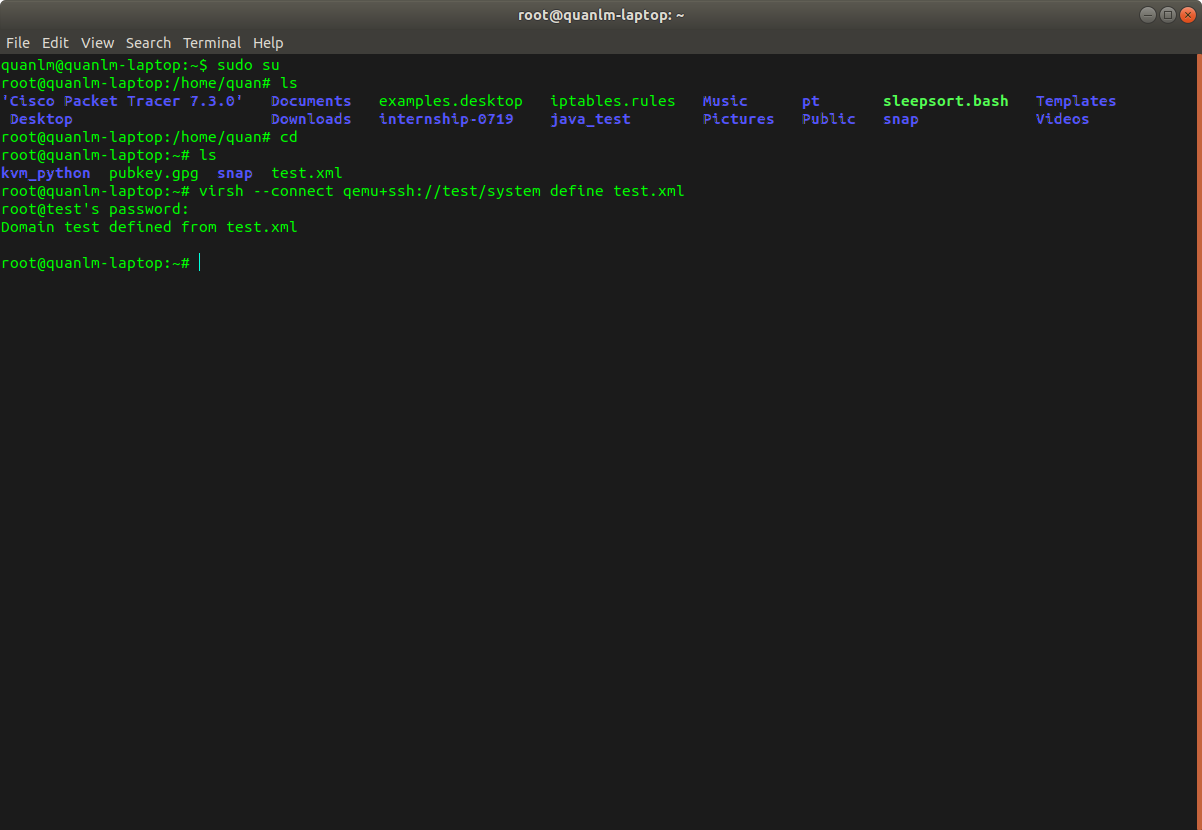 root@quanlm-laptop: ~
File Edit View Search Terminal Help
quanlm@quanlm-laptop:~$ sudo su
root@quanlm-laptop:/home/quan# ls
'Cisco Packet Tracer 7.3.0' Documents examples.desktop iptables.rules Music pt sleepsort.bash Templates
Desktop Downloads internship-0719 java_test Pictures Public snap Videos
root@quanlm-laptop:/home/quan# cd
root@quanlm-laptop:~# ls
kvm_python pubkey.gpg snap test.xml
root@quanlm-laptop:~# virsh --connect qemu+ssh://test/system define test.xml
root@test's password:
Domain test defined from test.xml
root@quanlm-laptop:~#